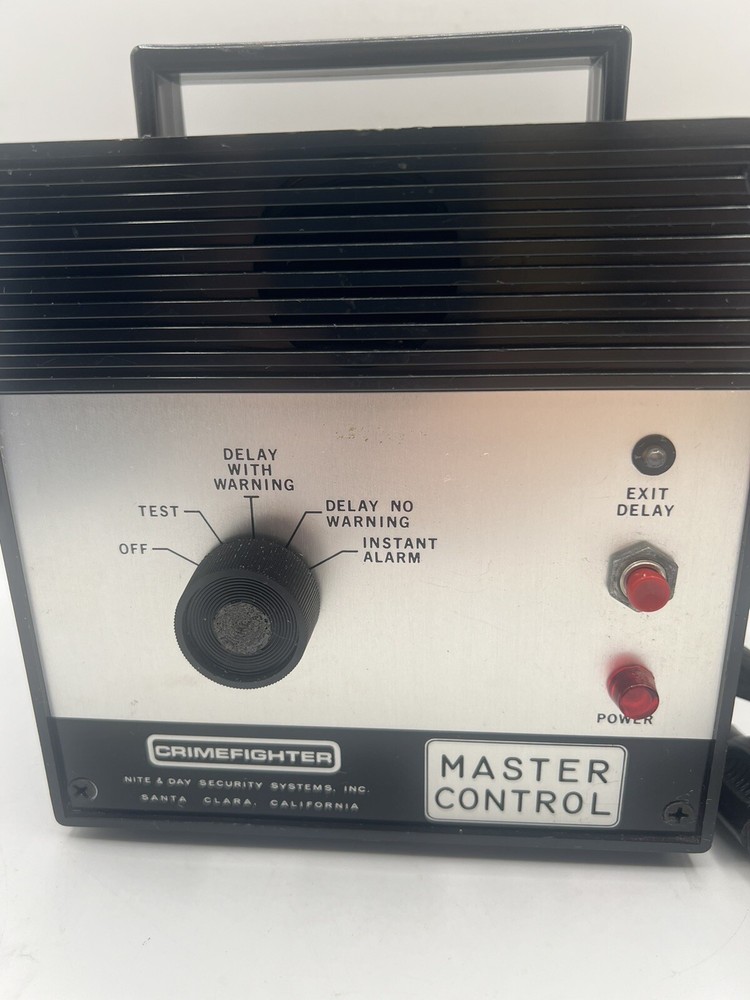 DELAY
WITH
WARNING
TEST
DELAY NO
WARNING
OFF
INSTANT
ALARM
EXIT
DELAY
POWER
CRIMEFIGHTER
NITE & DAY SECURITY SYSTEMS, INC.
SANTA CLARA, CALIFORNIA
MASTER
CONTROL